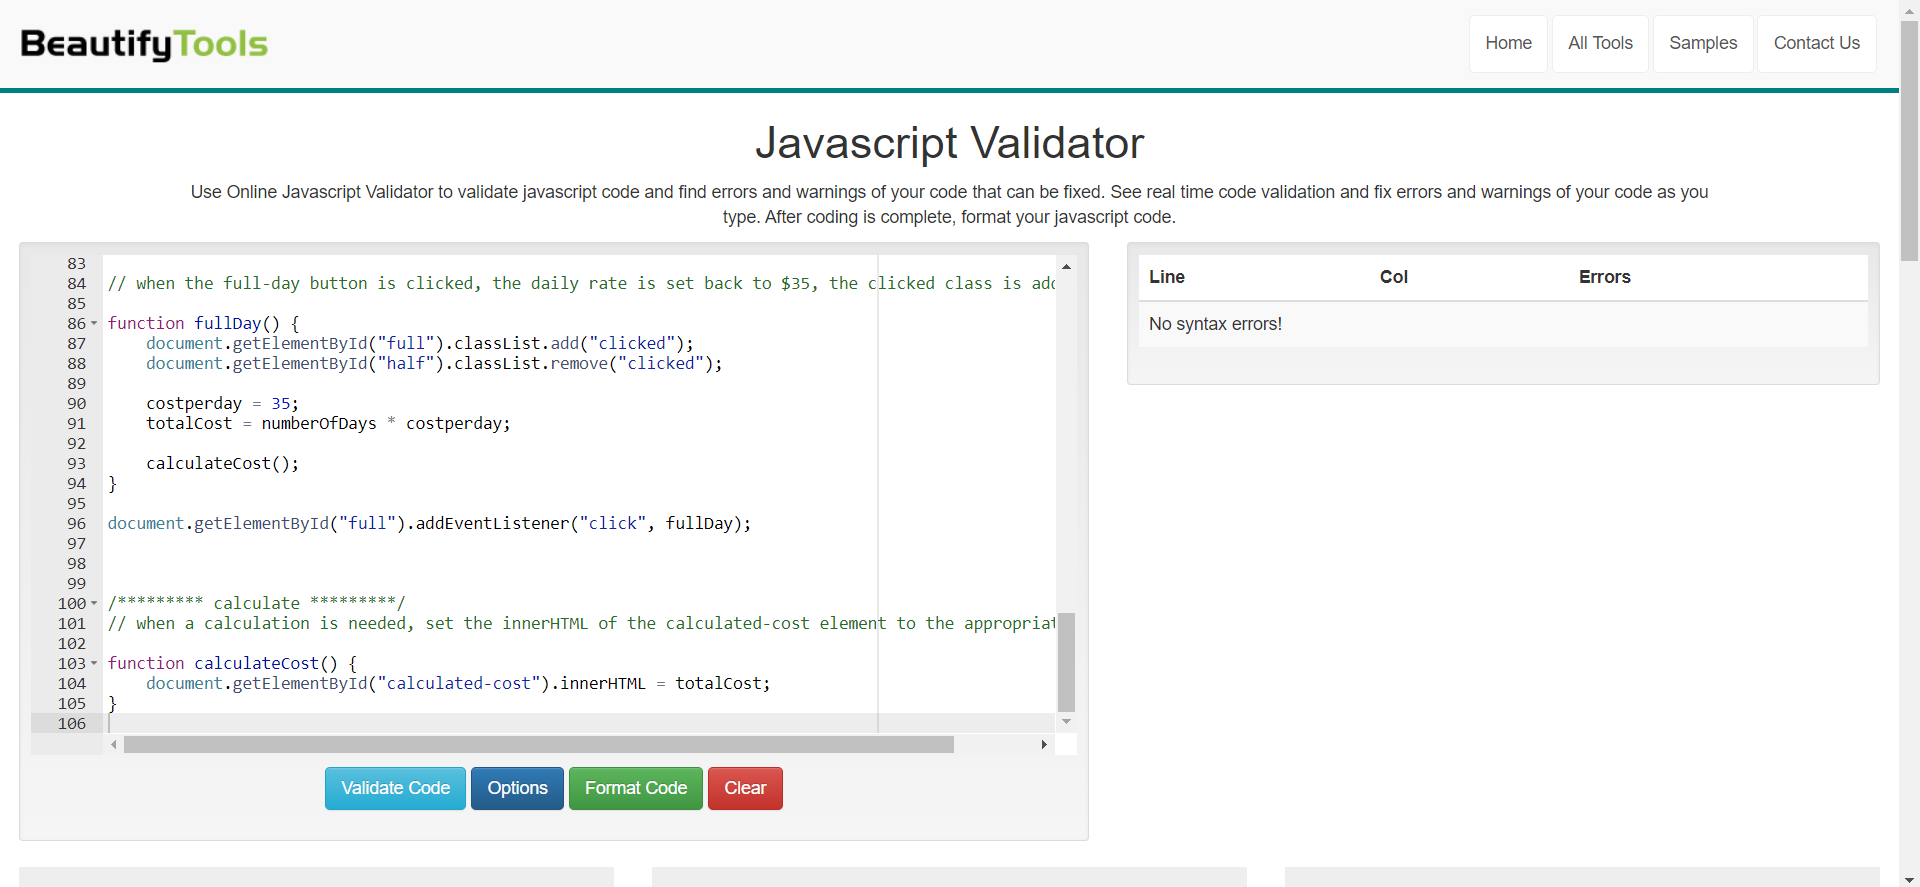 BeautifyTools
Home
All Tools
Samples
Contact Us
Javascript Validator
Use Online Javascript Validator to validate javascript code and find errors and warnings of your code that can be fixed. See real time code validation and fix errors and warnings of your code as you
type. After coding is complete, format your javascript code.
83
84 // when the full-day button is clicked, the daily rate is set back to $35, the clicked class is
85
86 function fullDay() {
87 document.getElementById("full").classList.add("clicked");
88 document.getElementById("half").classList.remove("clicked");
89
90 costperday = 35;
91 totalCost = numberOfDays * costperday;
92
93 calculateCost();
94 }
95
96 document.getElementById("full").addEventListener("click", fullDay);
97
98
99
100 /********* calculate *********/
101 // when a calculation is needed, set the innerHTML of the calculated-cost element to the
102
103 function calculateCost() {
104 document.getElementById("calculated-cost").innerHTML = totalCost;
105 }
106
Validate Code
Options
Format Code
Clear
Line Col Errors
No syntax errors!